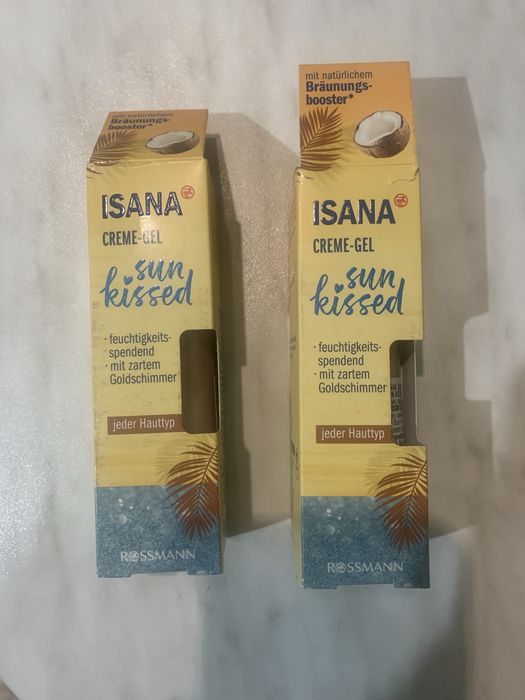 mit natürlichem
Bräunungs-
booster*
ISANA
CREME-GEL
sun
kissed
· feuchtigkeits-
spendend
· mit zartem
Goldschimmer
jeder Hauttyp
ROSSMANN
mit natürlichem
Bräunungs-
booster*
ISANA
CREME-GEL
sun
kissed
· feuchtigkeits-
spendend
· mit zartem
Goldschimmer
jeder Hauttyp
ROSSMANN